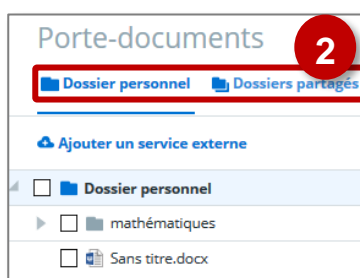 Porte-documents
2
Dossier personnel Dossiers partagés
Ajouter un service externe
Dossier personnel
mathématiques
Sans titre.docx